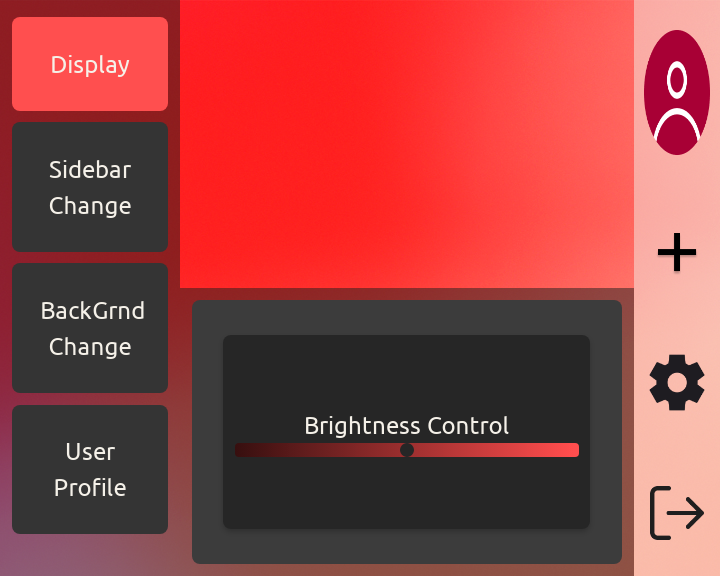 Display
Sidebar
Change
BackGrnd
Change
User
Profile
Brightness Control